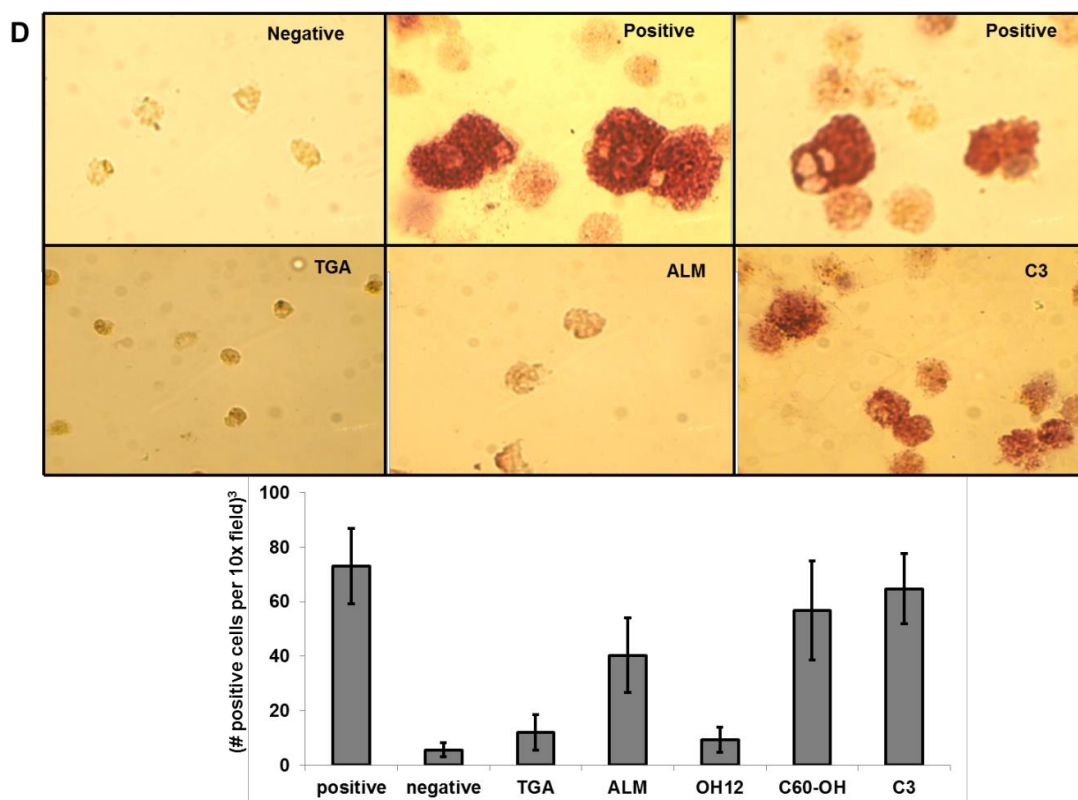 D
Negative
Positive
Positive
TGA
ALM
C3
(# positive cells per 10x field)³
100
80
60
40
20
0
positive negative TGA ALM OH12 C60-OH C3